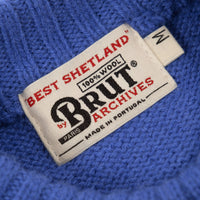 "BEST SHETLAND"
100% WOOL
by BRUT
PARIS
ARCHIVES
MADE IN PORTUGAL
M